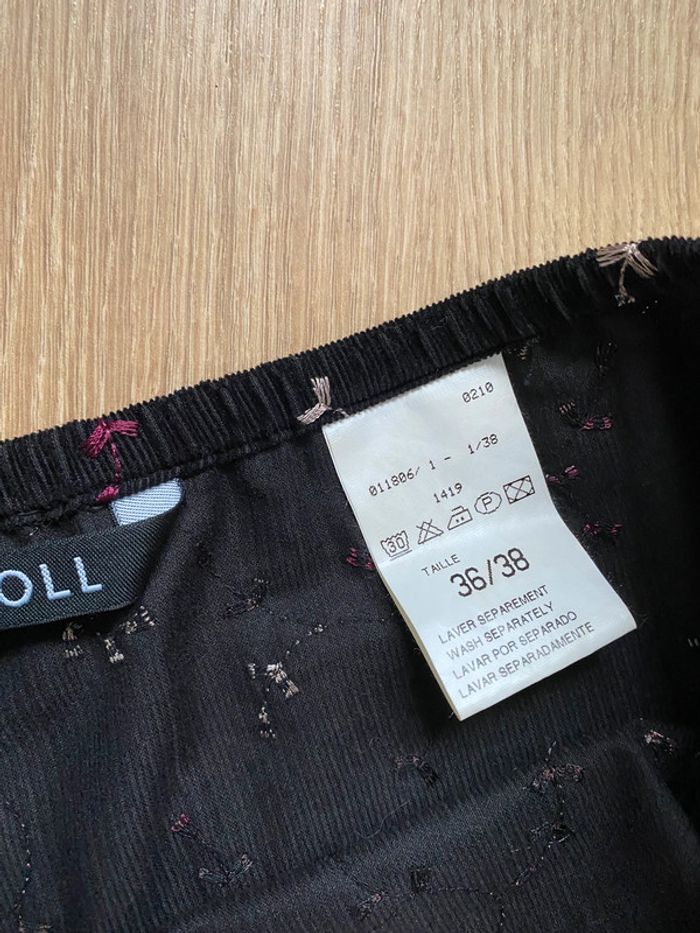 OLL
0210
011806/ 1 - 1/38
1419
30 P
TAILLE
36/38
LAVER SEPAREMENT
WASH SEPARATELY
LAVAR POR SEPARADO
LAVAR SEPARADAMENTE